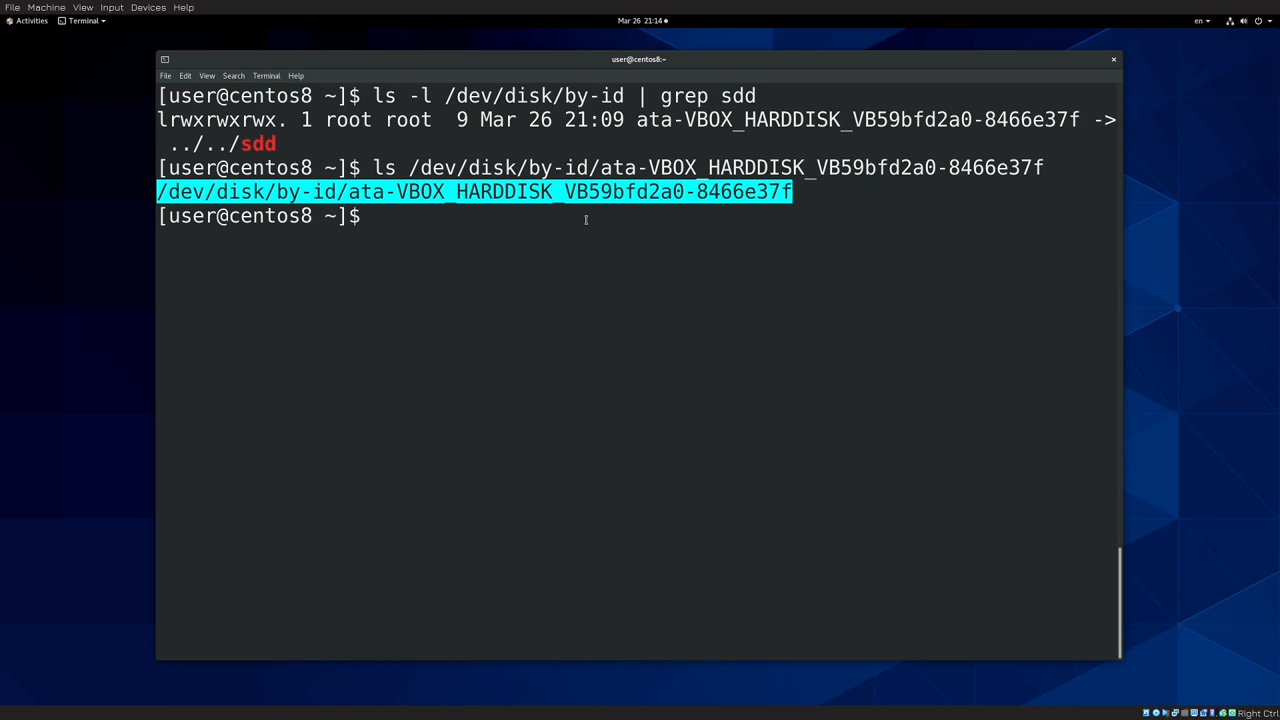 File Machine View Input Devices Help
Activities Terminal Mar 26 21:14 en
user@centos8:~
File Edit View Search Terminal Help
[user@centos8 ~]$ ls -l /dev/disk/by-id | grep sdd
lrwxrwxrwx. 1 root root  9 Mar 26 21:09 ata-VBOX_HARDDISK_VB59bfd2a0-8466e37f ->
../../sdd
[user@centos8 ~]$ ls /dev/disk/by-id/ata-VBOX_HARDDISK_VB59bfd2a0-8466e37f
/dev/disk/by-id/ata-VBOX_HARDDISK_VB59bfd2a0-8466e37f
[user@centos8 ~]$
Right Ctrl